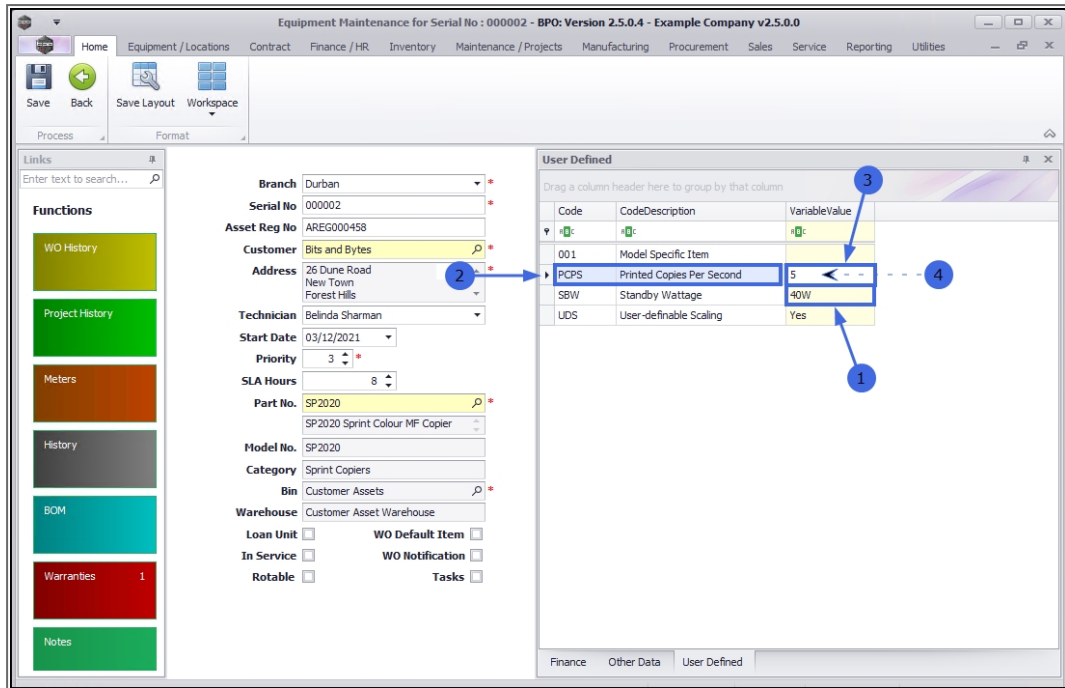 Equipment Maintenance for Serial No : 000002 - BPO: Version 2.5.0.4 - Example Company v2.5.0.0
Home Equipment / Locations Contract Finance / HR Inventory Maintenance / Projects Manufacturing Procurement Sales Service Reporting Utilities
Save Back Save Layout Workspace
Process Format
Links
Enter text to search...
Functions
WO History
Project History
Meters
History
BOM
Warranties 1
Notes
Branch Durban *
Serial No 000002 *
Asset Reg No AREG000458
Customer Bits and Bytes *
Address 26 Dune Road *
New Town
Forest Hills
Technician Belinda Sharman
Start Date 03/12/2021
Priority 3 *
SLA Hours 8
Part No. SP2020 *
SP2020 Sprint Colour MF Copier
Model No. SP2020
Category Sprint Copiers
Bin Customer Assets *
Warehouse Customer Asset Warehouse
Loan Unit WO Default Item
In Service WO Notification
Rotable Tasks
User Defined
Drag a column header here to group by that column
3
Code CodeDescription VariableValue
001 Model Specific Item
2 PCPS Printed Copies Per Second 5 4
SBW Standby Wattage 40W
UDS User-definable Scaling Yes
1
Finance Other Data User Defined